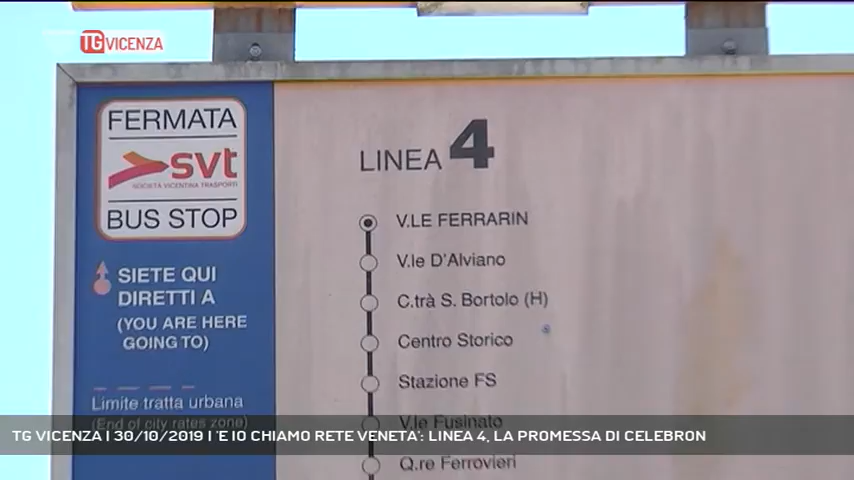 TG VICENZA
FERMATA
svt
SOCIETÀ VICENTINA TRASPORTI
BUS STOP
SIETE QUI
DIRETTI A
(YOU ARE HERE
GOING TO)
Limite tratta urbana
(End of city rates zone)
LINEA 4
V.LE FERRARIN
V.le D'Alviano
C.trà S. Bortolo (H)
Centro Storico
Stazione FS
V.le Fusinato
Q.re Ferrovieri
TG VICENZA | 30/10/2019 | 'E IO CHIAMO RETE VENETA': LINEA 4, LA PROMESSA DI CELEBRON